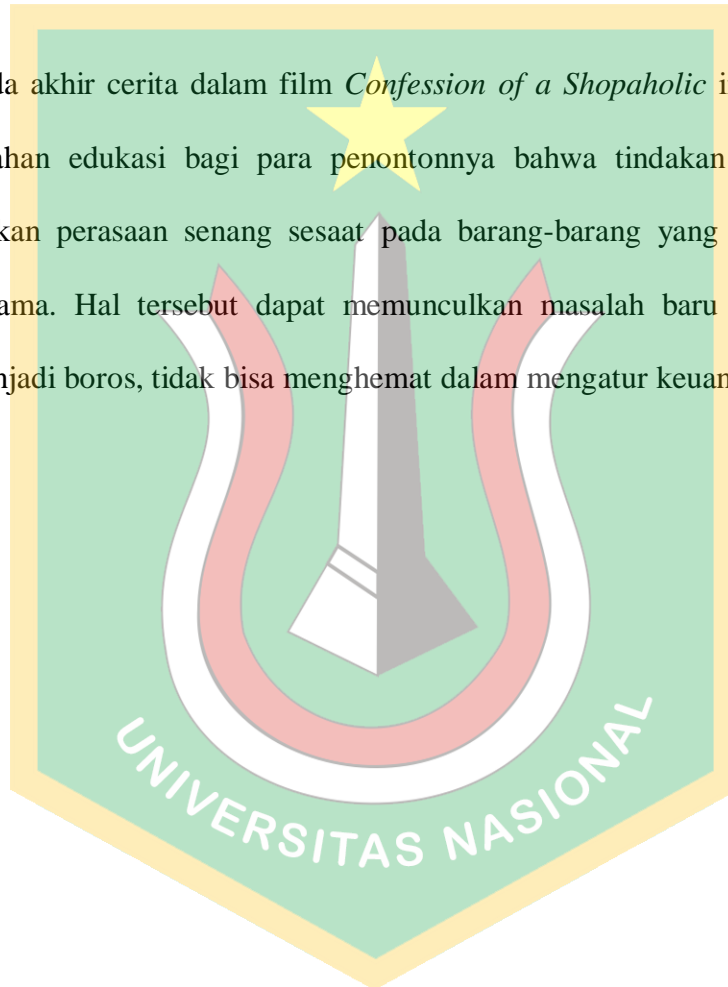 da akhir cerita dalam film Confession of a Shopaholic i
ahan edukasi bagi para penontonnya bahwa tindakan
kan perasaan senang sesaat pada barang-barang yang
ama. Hal tersebut dapat memunculkan masalah baru
njadi boros, tidak bisa menghemat dalam mengatur keuan
UNIVERSITAS NASIONAL